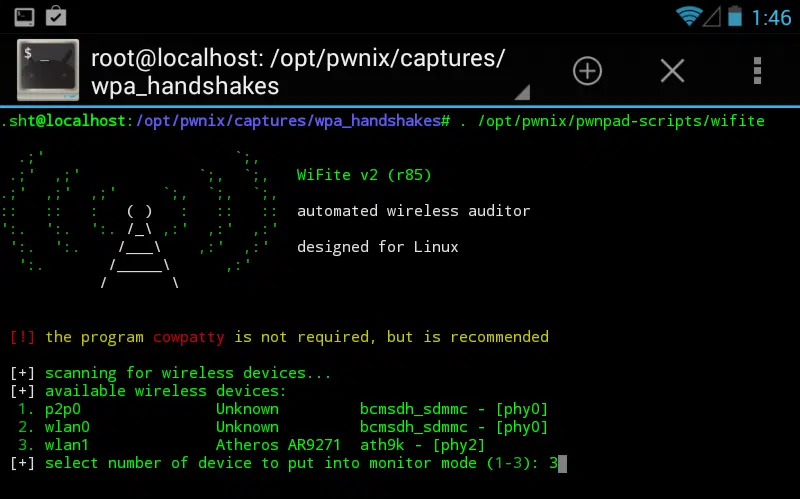 1:46
$ _
root@localhost: /opt/pwnix/captures/
wpa_handshakes
.sht@localhost:/opt/pwnix/captures/wpa_handshakes# . /opt/pwnix/pwnpad-scripts/wifite
WiFite v2 (r85)
automated wireless auditor
designed for Linux
[!] the program cowpatty is not required, but is recommended
[+] scanning for wireless devices...
[+] available wireless devices:
1. p2p0 Unknown bcmsdh_sdmmc - [phy0]
2. wlan0 Unknown bcmsdh_sdmmc - [phy0]
3. wlan1 Atheros AR9271 ath9k - [phy2]
[+] select number of device to put into monitor mode (1-3): 3